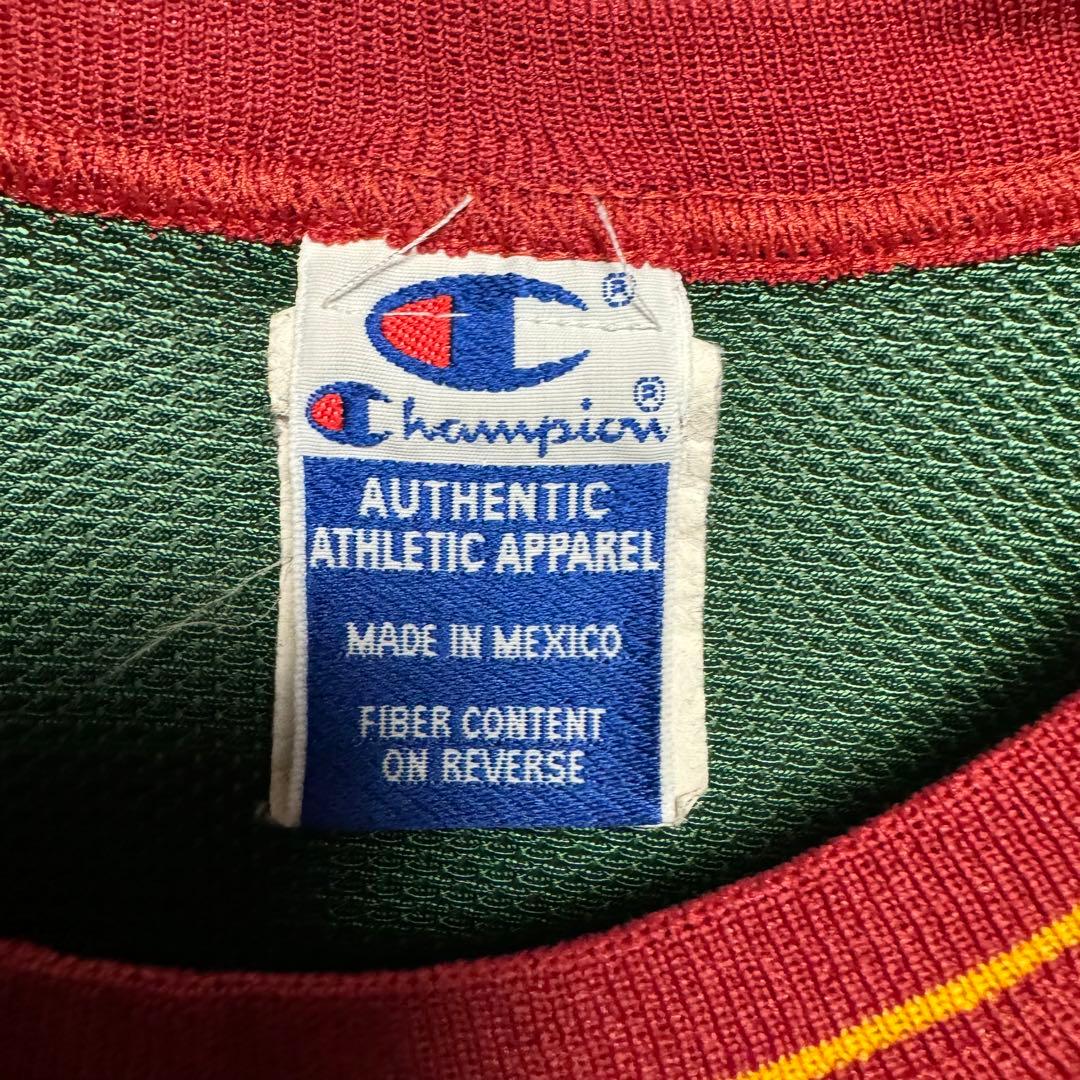 ®
Champion®
AUTHENTIC
ATHLETIC APPAREL
MADE IN MEXICO
FIBER CONTENT
ON REVERSE